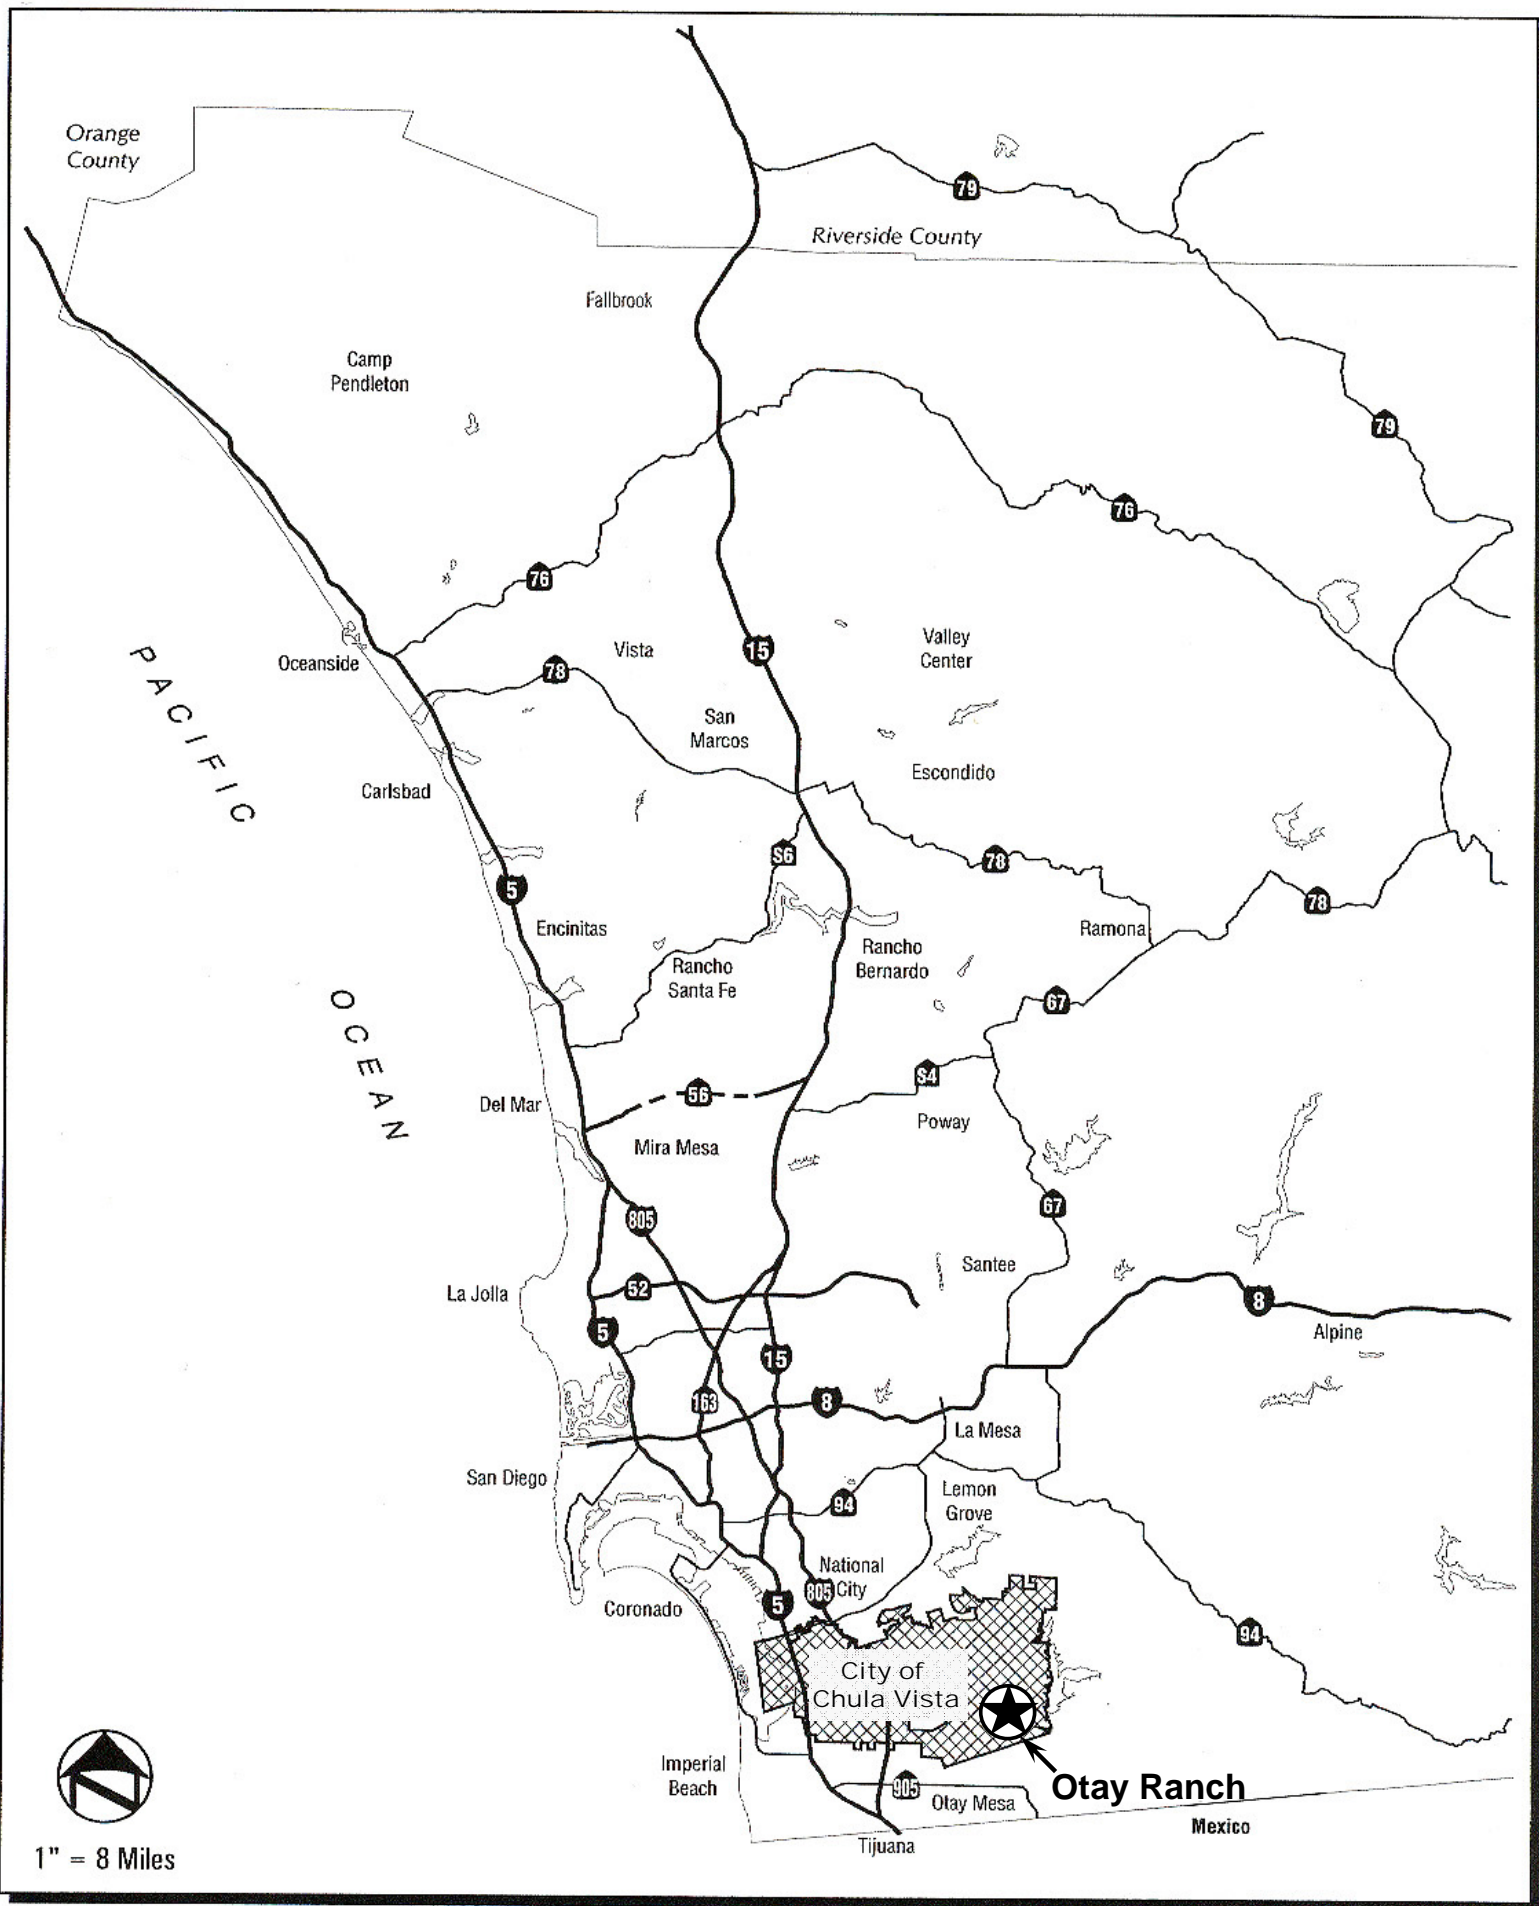 Orange
County
79
Riverside County
Fallbrook
Camp
Pendleton
79
76
76
PACIFIC
OCEAN
Oceanside
78
Vista
15
Valley
Center
San
Marcos
Escondido
Carlsbad
S6
78
5
78
Encinitas
Ramona
Rancho
Santa Fe
Rancho
Bernardo
67
S4
56
Del Mar
Poway
Mira Mesa
67
805
Santee
52
La Jolla
8
5
Alpine
15
163
8
La Mesa
San Diego
94
Lemon
Grove
National
City
805
5
Coronado
94
City of
Chula Vista
Imperial
Beach
905
Otay Mesa
Otay Ranch
Mexico
Tijuana
1" = 8 Miles